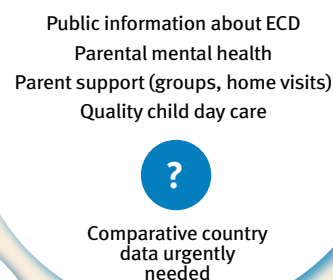 Public information about ECD
Parental mental health
Parent support (groups, home visits)
Quality child day care
?
Comparative country
data urgently
needed